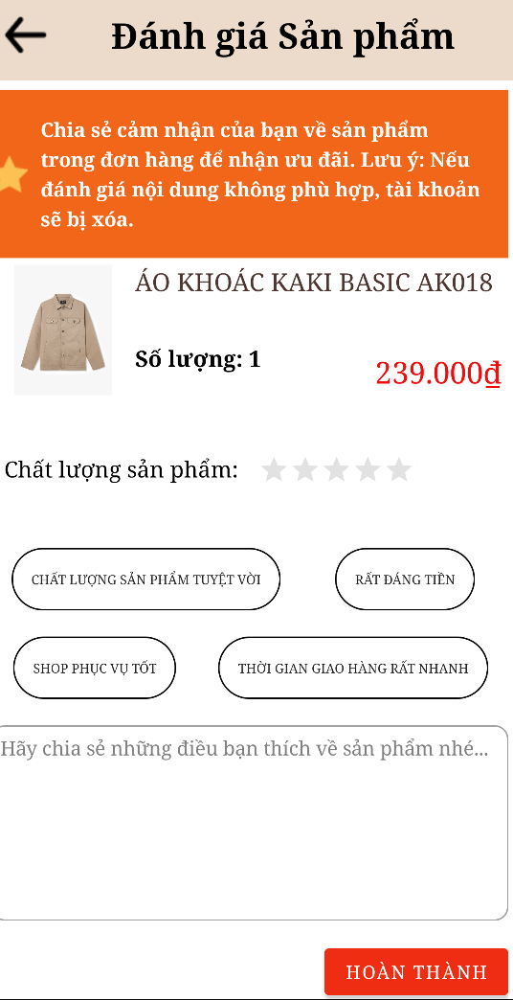 Đánh giá Sản phẩm
Chia sẻ cảm nhận của bạn về sản phẩm
trong đơn hàng để nhận ưu đãi. Lưu ý: Nếu
đánh giá nội dung không phù hợp, tài khoản
sẽ bị xóa.
ÁO KHOÁC KAKI BASIC AK018
Số lượng: 1
239.000₫
Chất lượng sản phẩm:
CHẤT LƯỢNG SẢN PHẨM TUYỆT VỜI
RẤT ĐÁNG TIỀN
SHOP PHỤC VỤ TỐT
THỜI GIAN GIAO HÀNG RẤT NHANH
Hãy chia sẻ những điều bạn thích về sản phẩm nhé...
HOÀN THÀNH